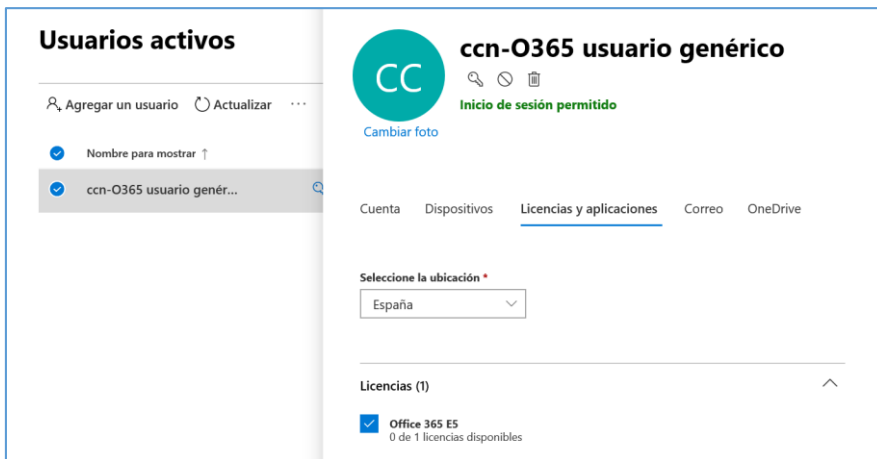 Usuarios activos
Agregar un usuario Actualizar ...
Nombre para mostrar ↑
ccn-O365 usuario genér...
CC
Cambiar foto
ccn-O365 usuario genérico
Inicio de sesión permitido
Cuenta Dispositivos Licencias y aplicaciones Correo OneDrive
Seleccione la ubicación *
España
Licencias (1)
Office 365 E5
0 de 1 licencias disponibles